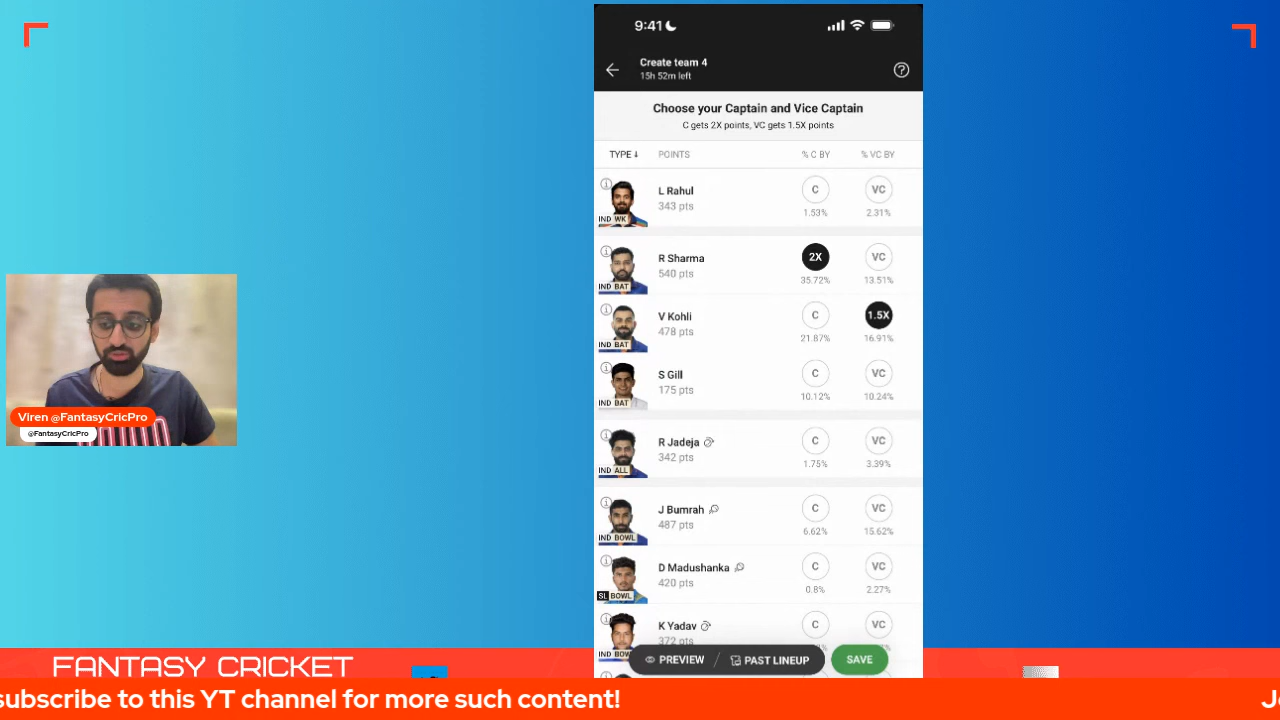 9:41
Create team 4
15h 52m left
Choose your Captain and Vice Captain
C gets 2X points, VC gets 1.5X points
TYPE POINTS % C BY % VC BY
L Rahul C VC
343 pts
IND WK 1.53% 2.31%
R Sharma 2X VC
540 pts
IND BAT 35.72% 13.51%
V Kohli C 1.5X
478 pts
IND BAT 21.87% 16.91%
S Gill C VC
175 pts
IND BAT 10.12% 10.24%
R Jadeja C VC
342 pts
IND ALL 1.75% 3.39%
J Bumrah C VC
487 pts
IND BOWL 6.62% 15.62%
D Madushanka C VC
420 pts
SL BOWL 0.8% 2.27%
K Yadav C VC
372 pts
IND
PREVIEW PAST LINEUP SAVE
Viren @FantasyCricPro
@FantasyCricPro
FANTASY CRICKET
subscribe to this YT channel for more such content!